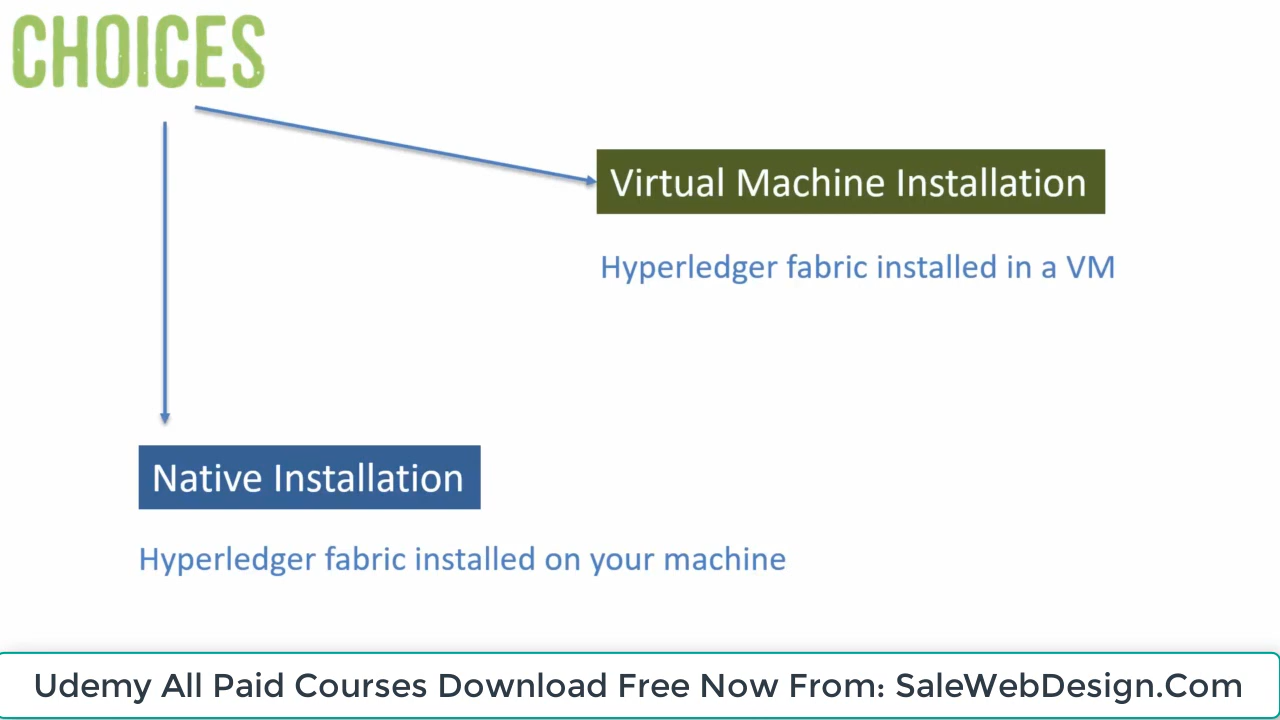 CHOICES
Virtual Machine Installation
Hyperledger fabric installed in a VM
Native Installation
Hyperledger fabric installed on your machine
Udemy All Paid Courses Download Free Now From: SaleWebDesign.Com